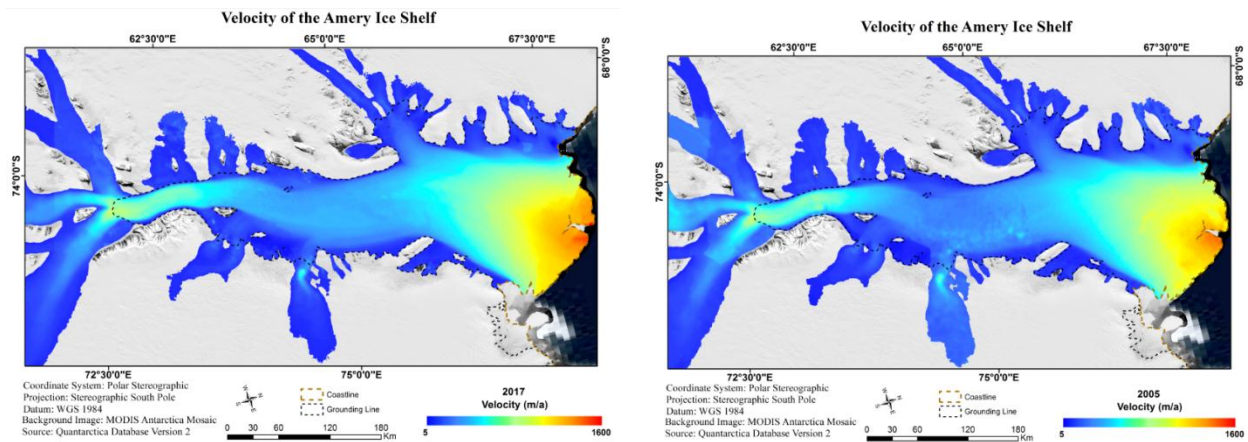 Velocity of the Amery Ice Shelf
62°30'0"E
65°0'0"E
67°30'0"E
68°0'0"S
74°0'0"S
72°30'0"E
75°0'0"E
Coordinate System: Polar Stereographic
Projection: Stereographic South Pole
Datum: WGS 1984
Background Image: MODIS Antarctica Mosaic
Source: Quantarctica Database Version 2
N
E
S
W
Coastline
Grounding Line
0 30 60 120 180
Km
2017
Velocity (m/a)
5 1600
Velocity of the Amery Ice Shelf
62°30'0"E
65°0'0"E
67°30'0"E
68°0'0"S
74°0'0"S
72°30'0"E
75°0'0"E
Coordinate System: Polar Stereographic
Projection: Stereographic South Pole
Datum: WGS 1984
Background Image: MODIS Antarctica Mosaic
Source: Quantarctica Database Version 2
N
E
S
W
Coastline
Grounding Line
0 30 60 120 180
Km
2005
Velocity (m/a)
5 1600